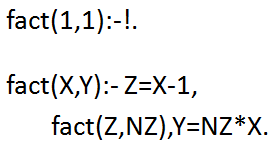 fact(1,1):-!.
fact(X,Y):- Z=X-1,
fact(Z,NZ),Y=NZ*X.